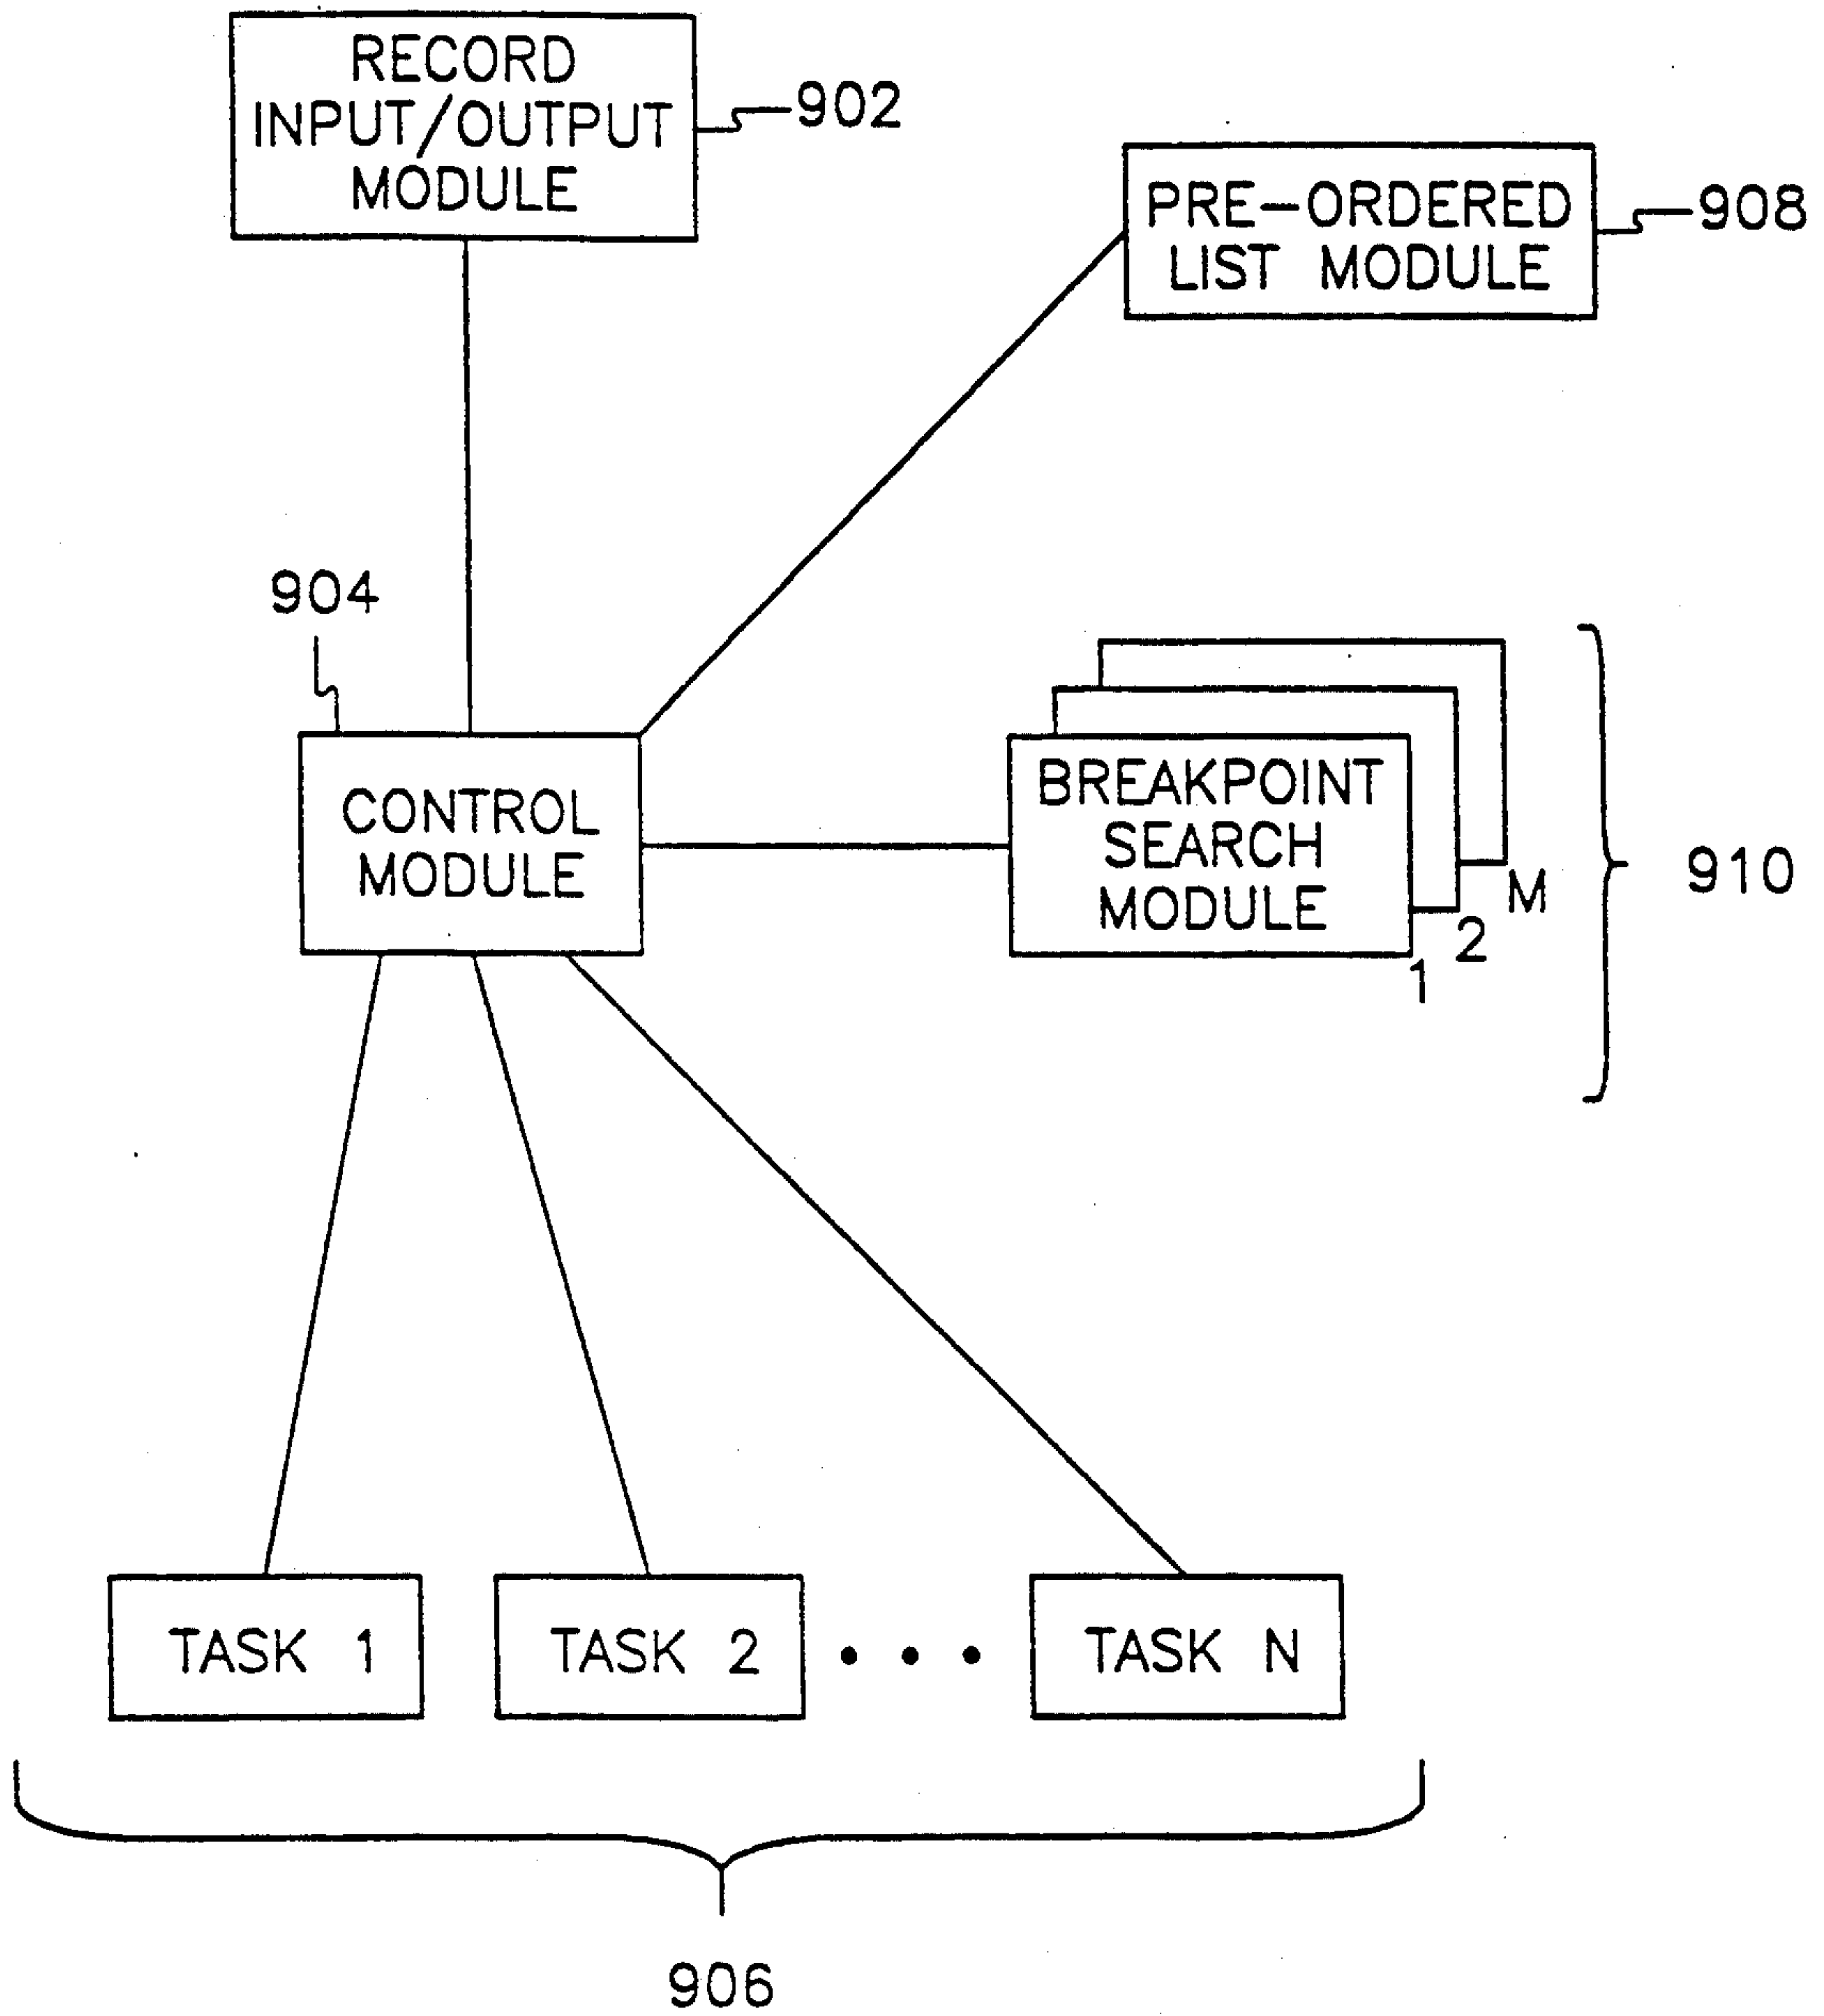 RECORD
INPUT/OUTPUT
MODULE
902
PRE-ORDERED
LIST MODULE
908
904
CONTROL
MODULE
BREAKPOINT
SEARCH
MODULE
1
2
M
910
TASK 1
TASK 2
• • •
TASK N
906